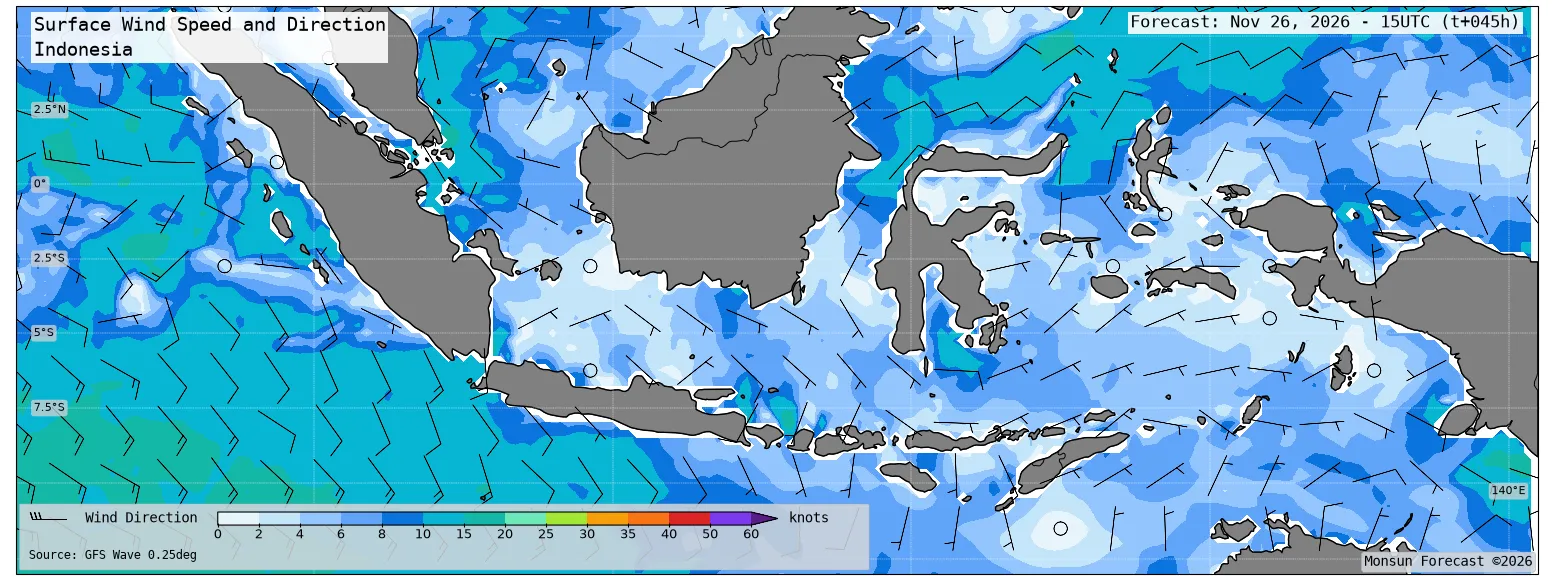 Surface Wind Speed and Direction
Indonesia
Forecast: Nov 26, 2026 - 15UTC (t+045h)
2.5°N
0°
2.5°S
5°S
7.5°S
140°E
Wind Direction
0 2 4 6 8 10 15 20 25 30 35 40 50 60
knots
Source: GFS Wave 0.25deg
Monsun Forecast ©2026